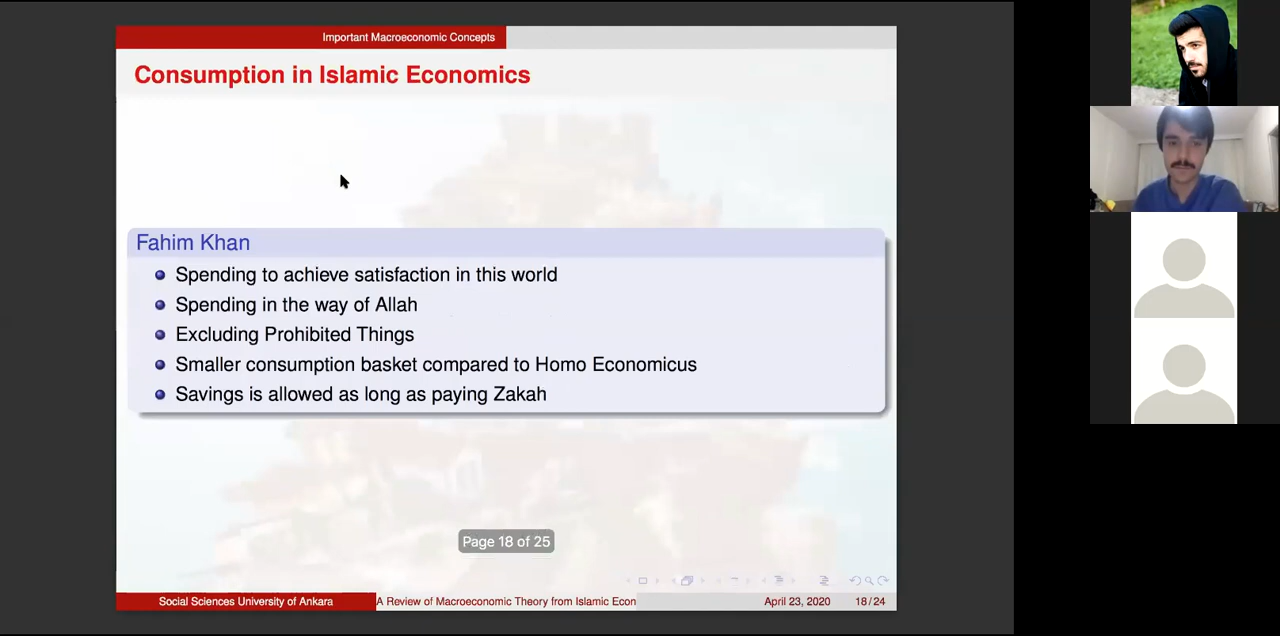 Important Macroeconomic Concepts
Consumption in Islamic Economics
Fahim Khan
Spending to achieve satisfaction in this world
Spending in the way of Allah
Excluding Prohibited Things
Smaller consumption basket compared to Homo Economicus
Savings is allowed as long as paying Zakah
Page 18 of 25
Social Sciences University of Ankara
A Review of Macroeconomic Theory from Islamic Econ
April 23, 2020
18/24